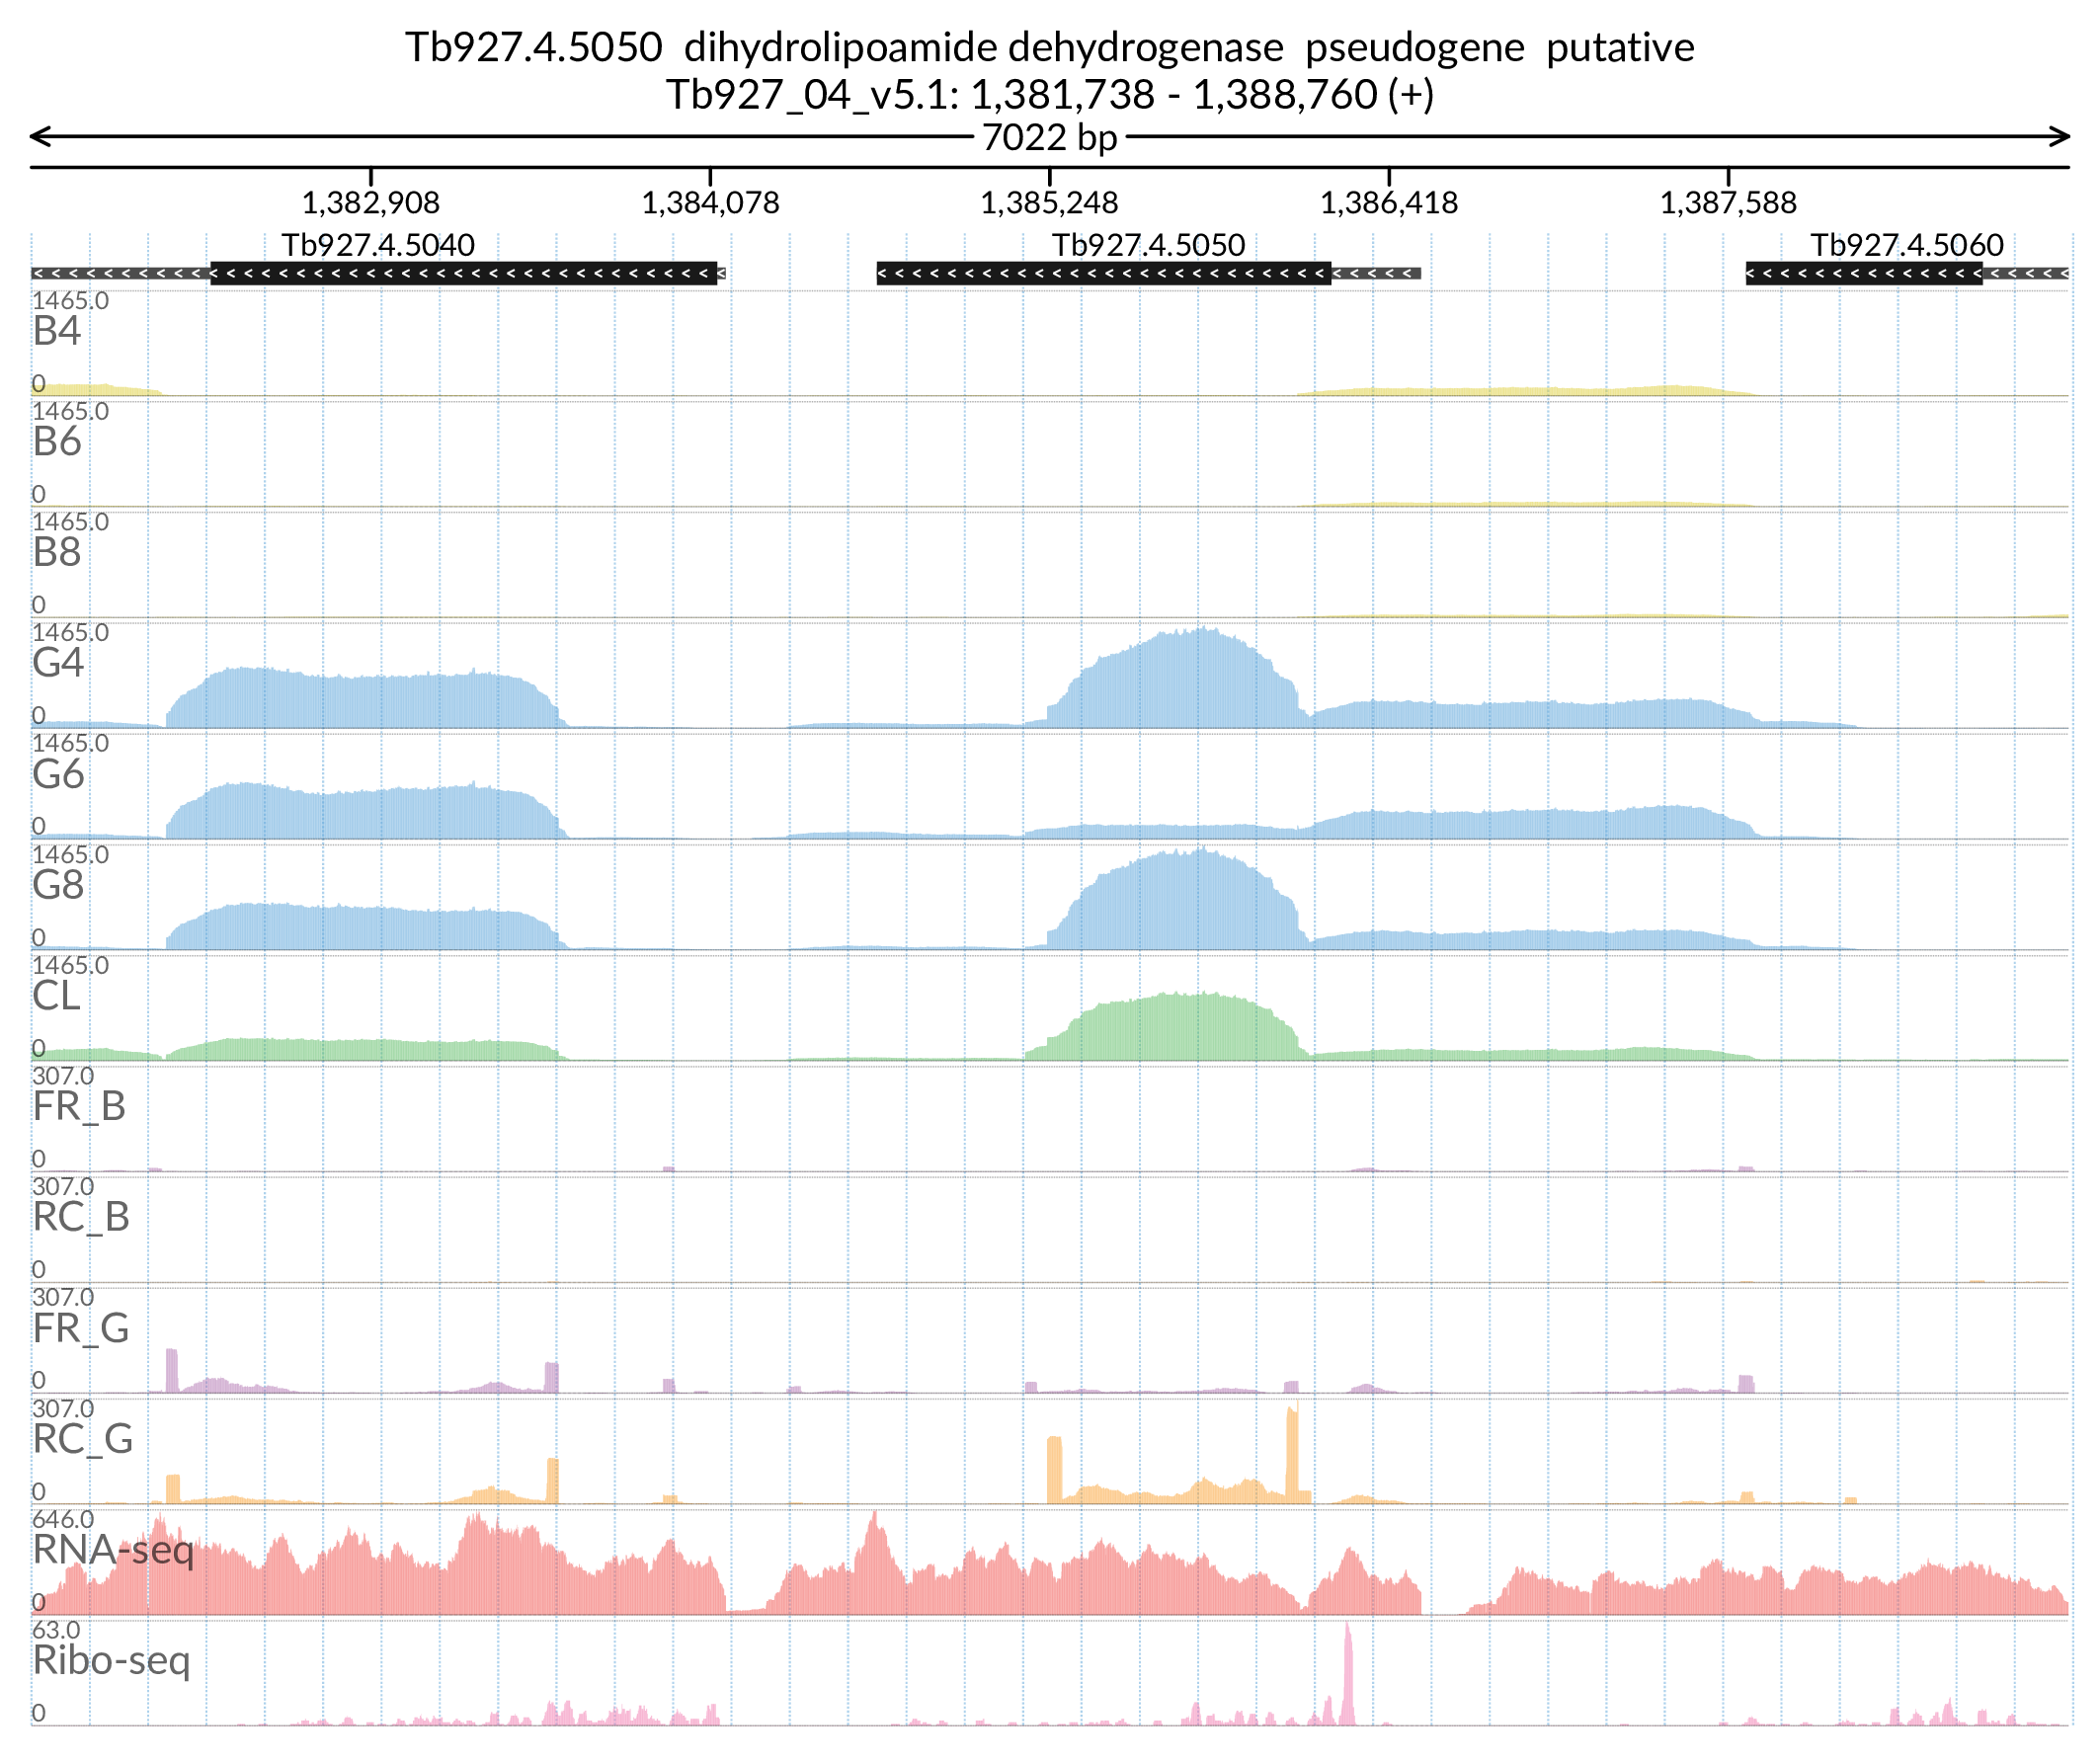 Tb927.4.5050 dihydrolipoamide dehydrogenase pseudogene putative
Tb927_04_v5.1: 1,381,738 - 1,388,760 (+)
7022 bp
1,382,908 1,384,078 1,385,248 1,386,418 1,387,588
Tb927.4.5040 Tb927.4.5050 Tb927.4.5060
1465.0
B4
0
1465.0
B6
0
1465.0
B8
0
1465.0
G4
0
1465.0
G6
0
1465.0
G8
0
1465.0
CL
0
307.0
FR_B
0
307.0
RC_B
0
307.0
FR_G
0
307.0
RC_G
0
646.0
RNA-seq
0
63.0
Ribo-seq
0